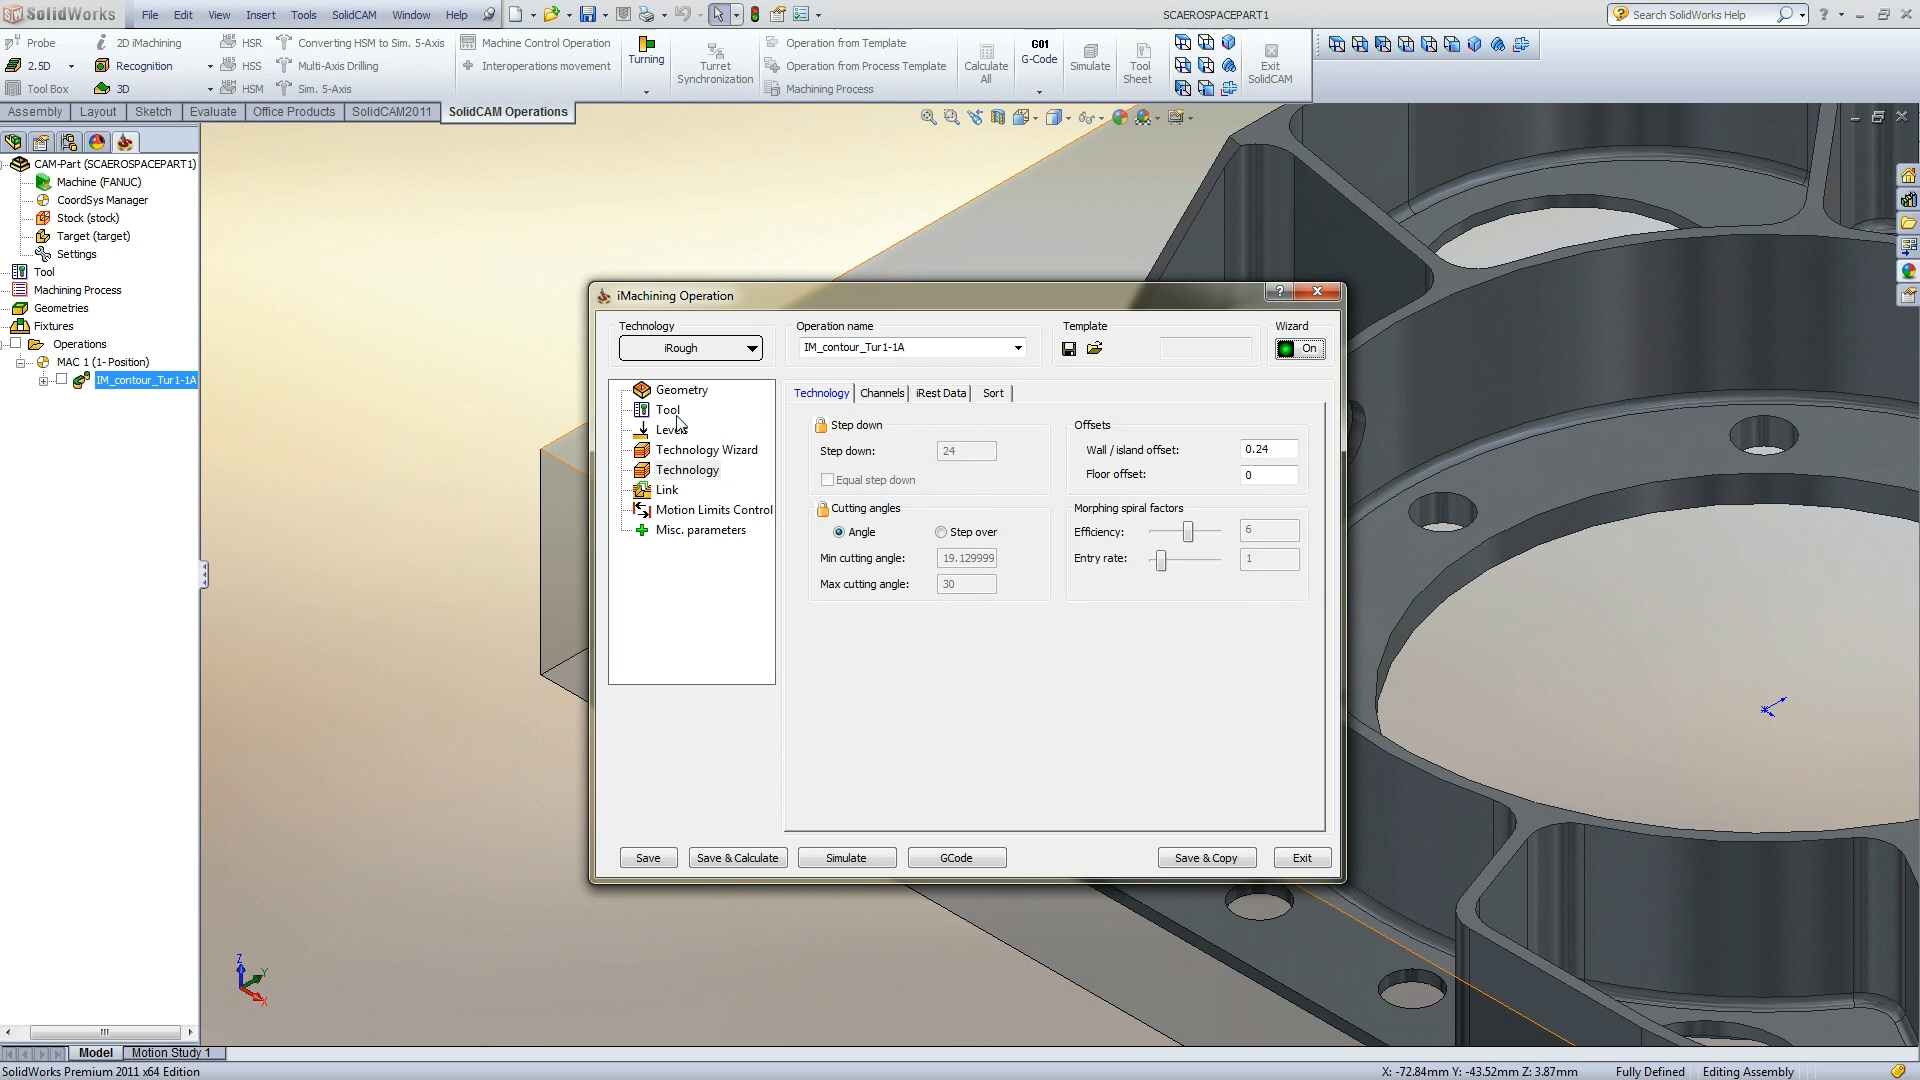 SolidWorks File Edit View Insert Tools SolidCAM Window Help SCAEROSPACEPART1 Search SolidWorks Help
Probe 2D iMachining HSR Converting HSM to Sim. 5-Axis Machine Control Operation Operation from Template
2.5D Recognition HSS Multi-Axis Drilling Interoperations movement Operation from Process Template
Tool Box 3D HSM Sim. 5-Axis Machining Process
Turning
Turret Synchronization
Calculate All
G01 G-Code
Simulate
Tool Sheet
Exit SolidCAM
Assembly Layout Sketch Evaluate Office Products SolidCAM2011 SolidCAM Operations
CAM-Part (SCAEROSPACEPART1)
Machine (FANUC)
CoordSys Manager
Stock (stock)
Target (target)
Settings
Tool
Machining Process
Geometries
Fixtures
Operations
MAC 1 (1- Position)
IM_contour_Tur1-1A
iMachining Operation
Technology Operation name Template Wizard
iRough IM_contour_Tur1-1A On
Geometry
Tool
Levels
Technology Wizard
Technology
Link
Motion Limits Control
Misc. parameters
Technology Channels iRest Data Sort
Step down
Step down: 24
Equal step down
Offsets
Wall / island offset: 0.24
Floor offset: 0
Cutting angles
Angle Step over
Min cutting angle: 19.129999
Max cutting angle: 30
Morphing spiral factors
Efficiency: 6
Entry rate: 1
Save Save & Calculate Simulate GCode Save & Copy Exit
Z
Y
X
Model Motion Study 1
SolidWorks Premium 2011 x64 Edition X: -72.84mm Y: -43.52mm Z: 3.87mm Fully Defined Editing Assembly